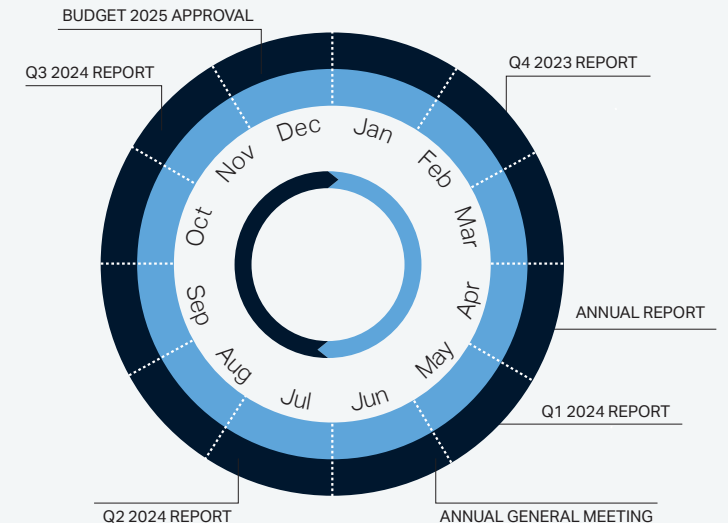 BUDGET 2025 APPROVAL
Q3 2024 REPORT
Q4 2023 REPORT
Jan
Feb
Mar
Apr
May
Jun
Jul
Aug
Sep
Oct
Nov
Dec
ANNUAL REPORT
Q1 2024 REPORT
Q2 2024 REPORT
ANNUAL GENERAL MEETING